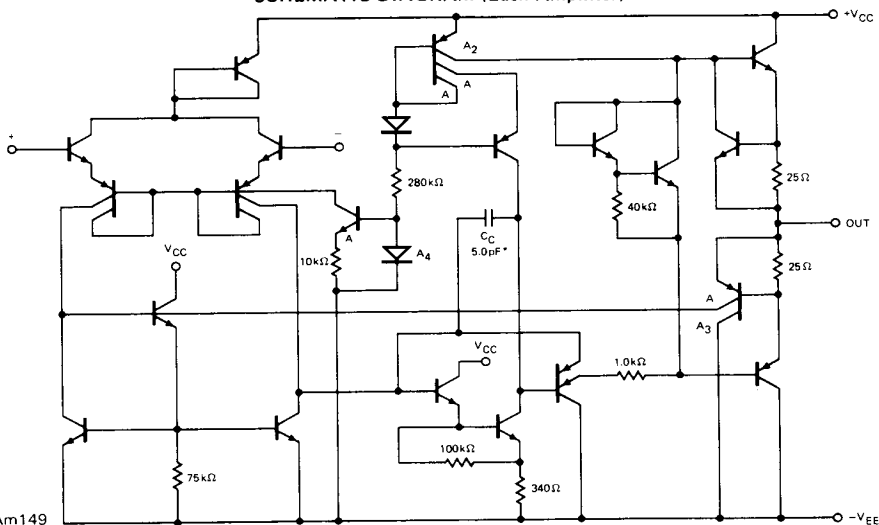 SCHEMATIC DIAGRAM (Each Amplifier)
+VCC
A2
A
A
+
−
280kΩ
25Ω
40kΩ
OUT
CC
5.0pF*
A
A4
10kΩ
25Ω
VCC
A
A3
VCC
1.0kΩ
100kΩ
75kΩ
340Ω
Am149
−VEE